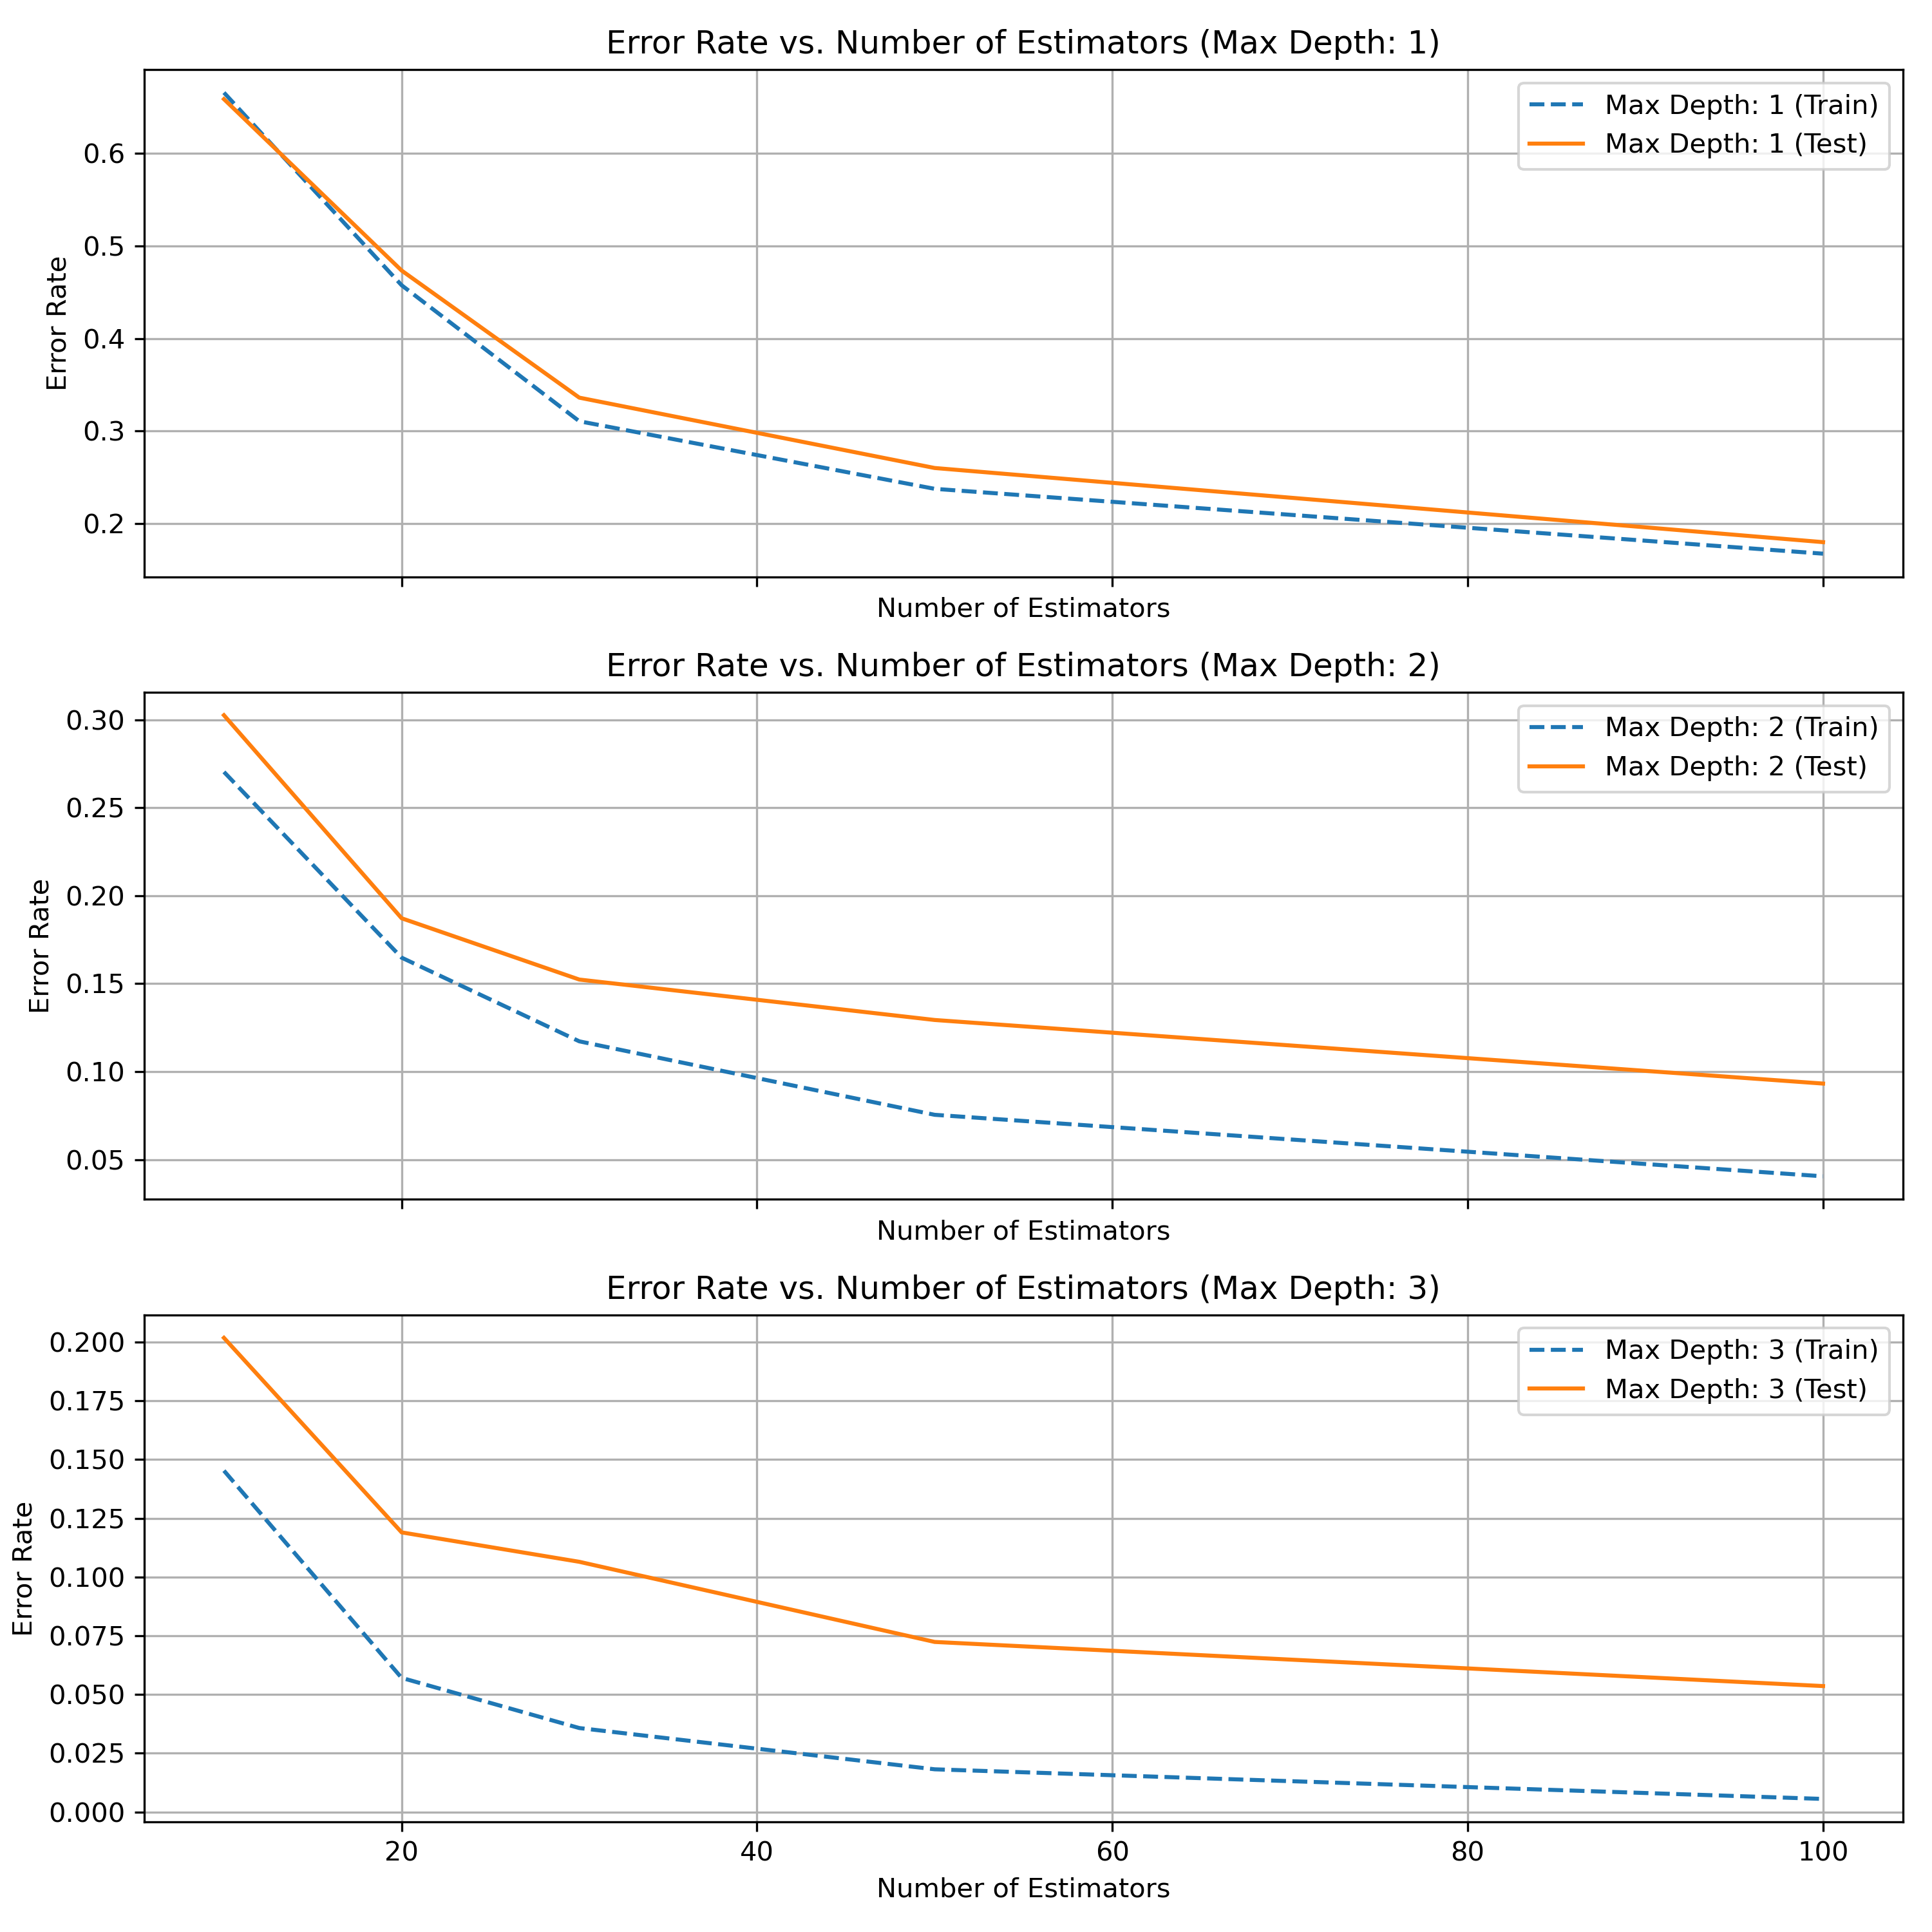 Error Rate vs. Number of Estimators (Max Depth: 1)
Max Depth: 1 (Train)
Max Depth: 1 (Test)
Error Rate
0.6
0.5
0.4
0.3
0.2
Number of Estimators
Error Rate vs. Number of Estimators (Max Depth: 2)
Max Depth: 2 (Train)
Max Depth: 2 (Test)
Error Rate
0.30
0.25
0.20
0.15
0.10
0.05
Number of Estimators
Error Rate vs. Number of Estimators (Max Depth: 3)
Max Depth: 3 (Train)
Max Depth: 3 (Test)
Error Rate
0.200
0.175
0.150
0.125
0.100
0.075
0.050
0.025
0.000
20 40 60 80 100
Number of Estimators